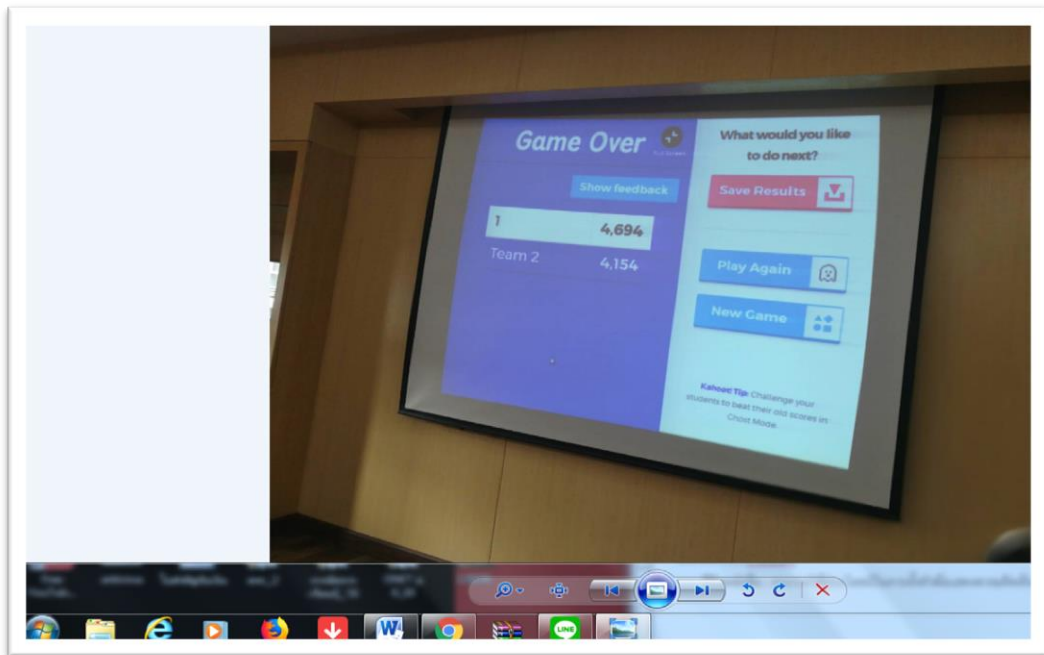 Game Over
Show feedback
1 4,694
Team 2 4,154
What would you like
to do next?
Save Results
Play Again
New Game
Kahoot! Tip: Challenge your
students to beat their old scores in
Ghost Mode.
W
LINE